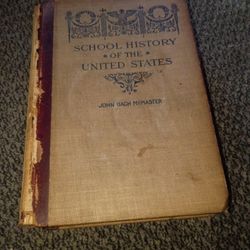 SCHOOL HISTORY
OF THE
UNITED STATES
JOHN BACH McMASTER